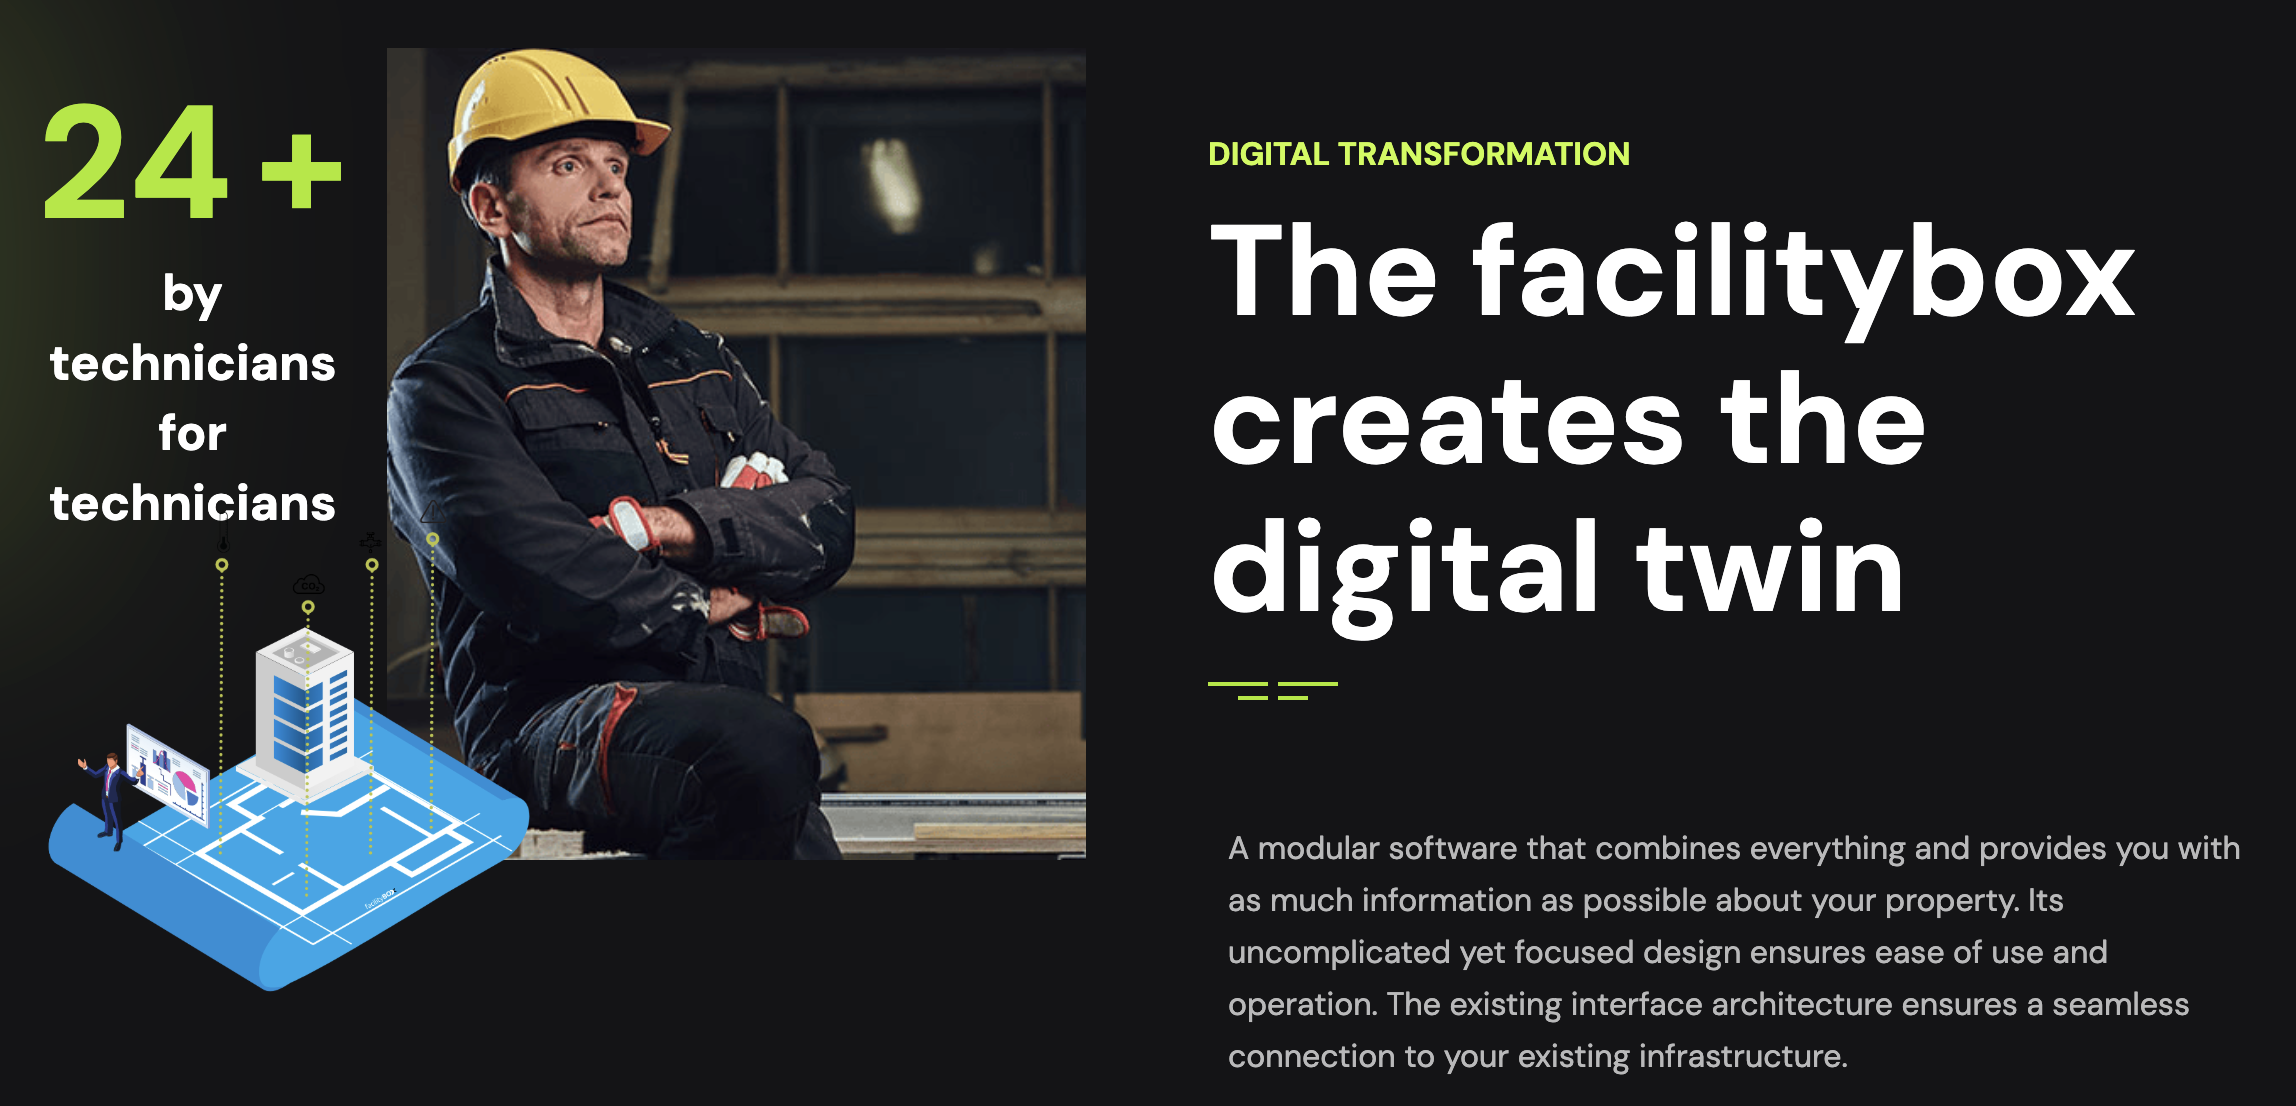 24 +
by
technicians
for
technicians
CO₂
facilityBOX
DIGITAL TRANSFORMATION
The facilitybox
creates the
digital twin
A modular software that combines everything and provides you with
as much information as possible about your property. Its
uncomplicated yet focused design ensures ease of use and
operation. The existing interface architecture ensures a seamless
connection to your existing infrastructure.